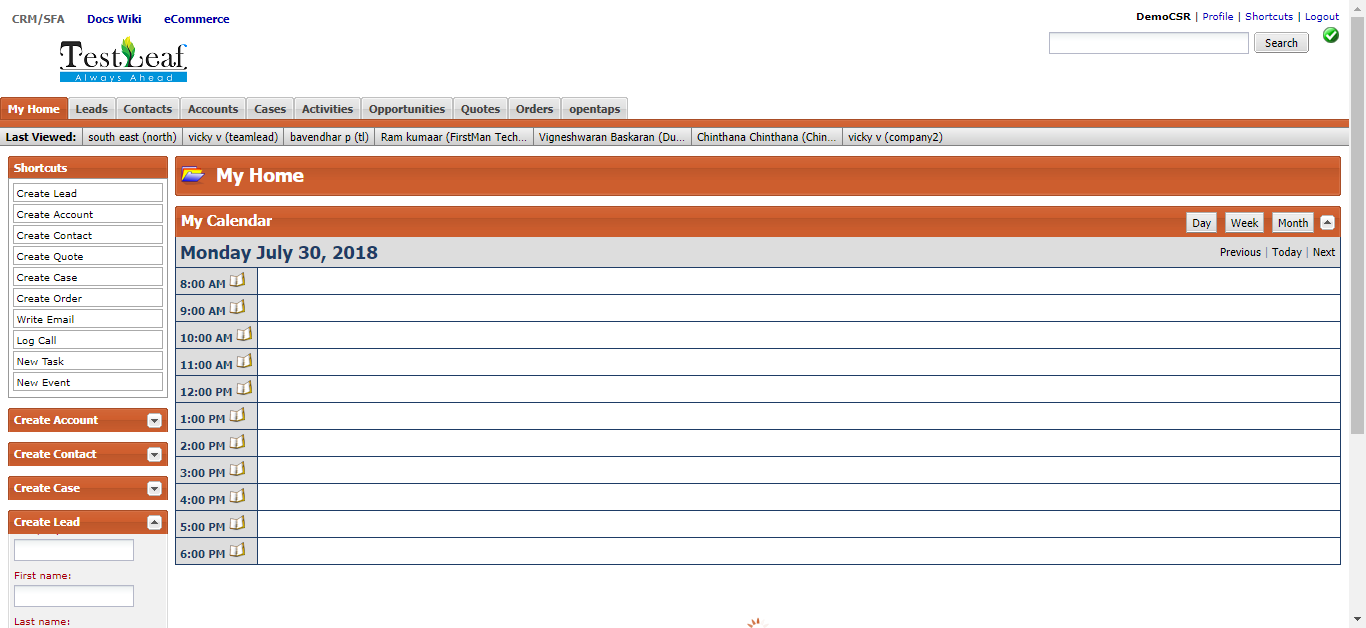 CRM/SFA Docs Wiki eCommerce
DemoCSR | Profile | Shortcuts | Logout
Search
TestLeaf
Always Ahead
My Home Leads Contacts Accounts Cases Activities Opportunities Quotes Orders opentaps
Last Viewed: south east (north) vicky v (teamlead) bavendhar p (tl) Ram kumaar (FirstMan Tech... Vigneshwaran Baskaran (Du... Chinthana Chinthana (Chin... vicky v (company2)
Shortcuts
Create Lead
Create Account
Create Contact
Create Quote
Create Case
Create Order
Write Email
Log Call
New Task
New Event
Create Account
Create Contact
Create Case
Create Lead
First name:
Last name:
My Home
My Calendar
Day Week Month
Monday July 30, 2018
Previous | Today | Next
8:00 AM
9:00 AM
10:00 AM
11:00 AM
12:00 PM
1:00 PM
2:00 PM
3:00 PM
4:00 PM
5:00 PM
6:00 PM